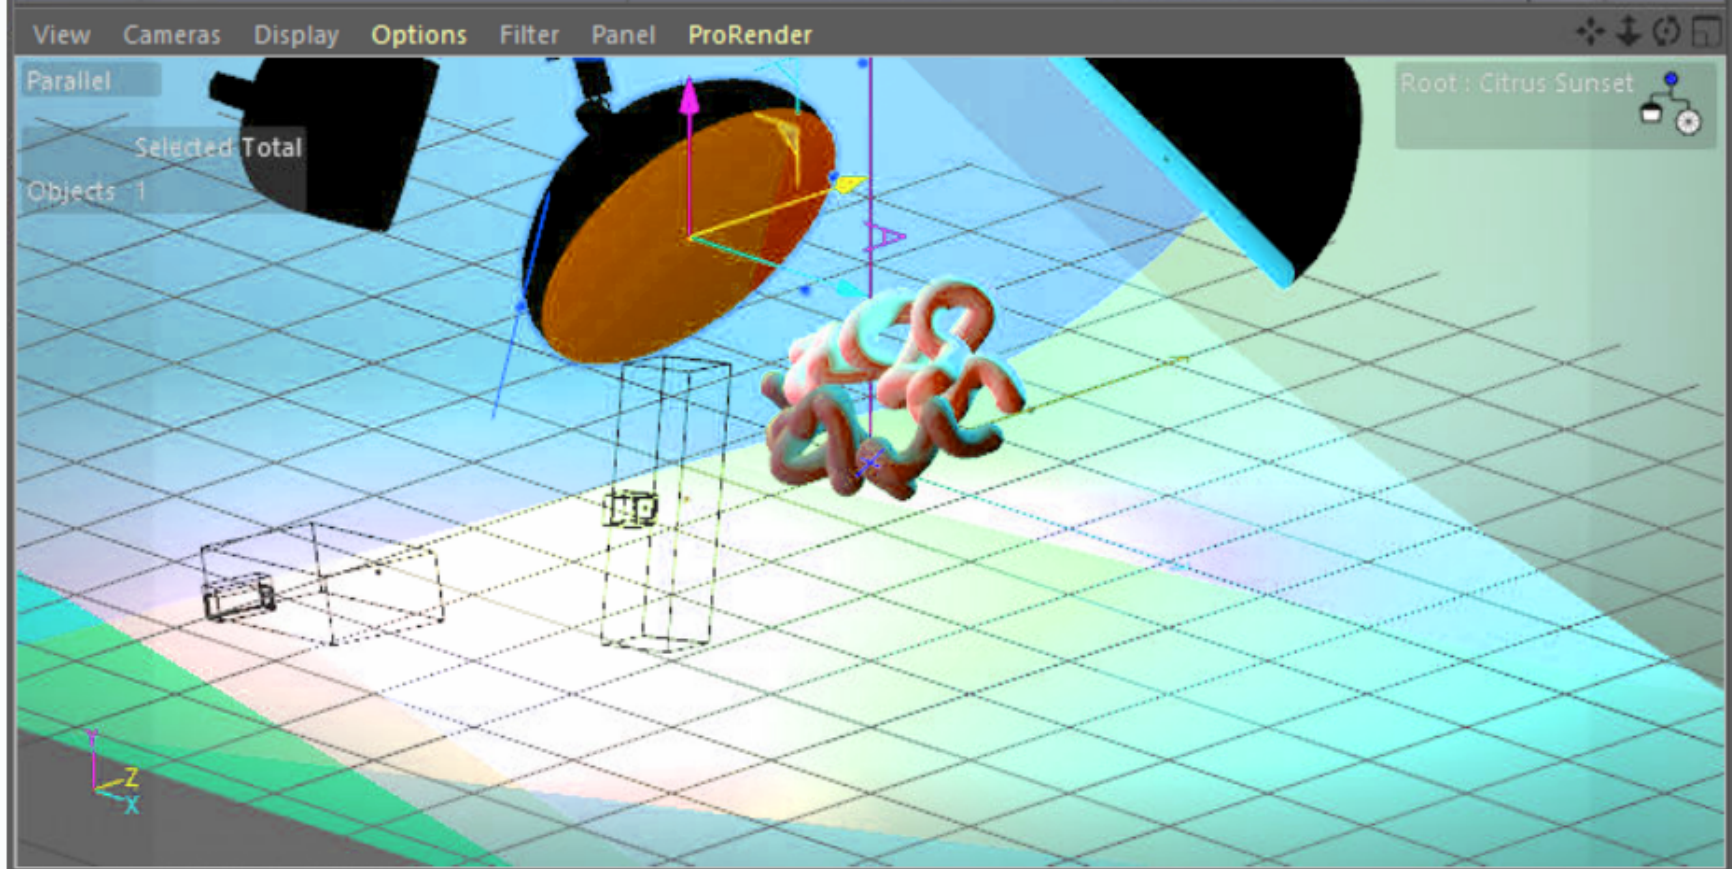 View Cameras Display Options Filter Panel ProRender
Parallel
Root : Citrus Sunset
Selected Total
Objects 1
Y
Z
X